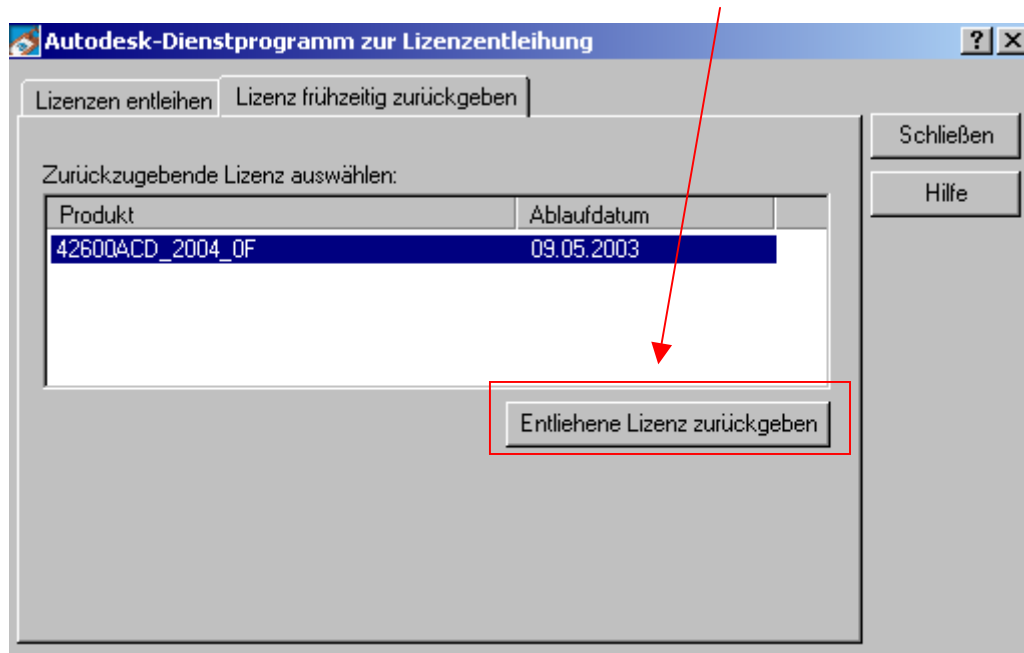 Autodesk-Dienstprogramm zur Lizenzentleihung
Lizenzen entleihen
Lizenz frühzeitig zurückgeben
Schließen
Hilfe
Zurückzugebende Lizenz auswählen:
Produkt Ablaufdatum
42600ACD_2004_0F 09.05.2003
Entliehene Lizenz zurückgeben